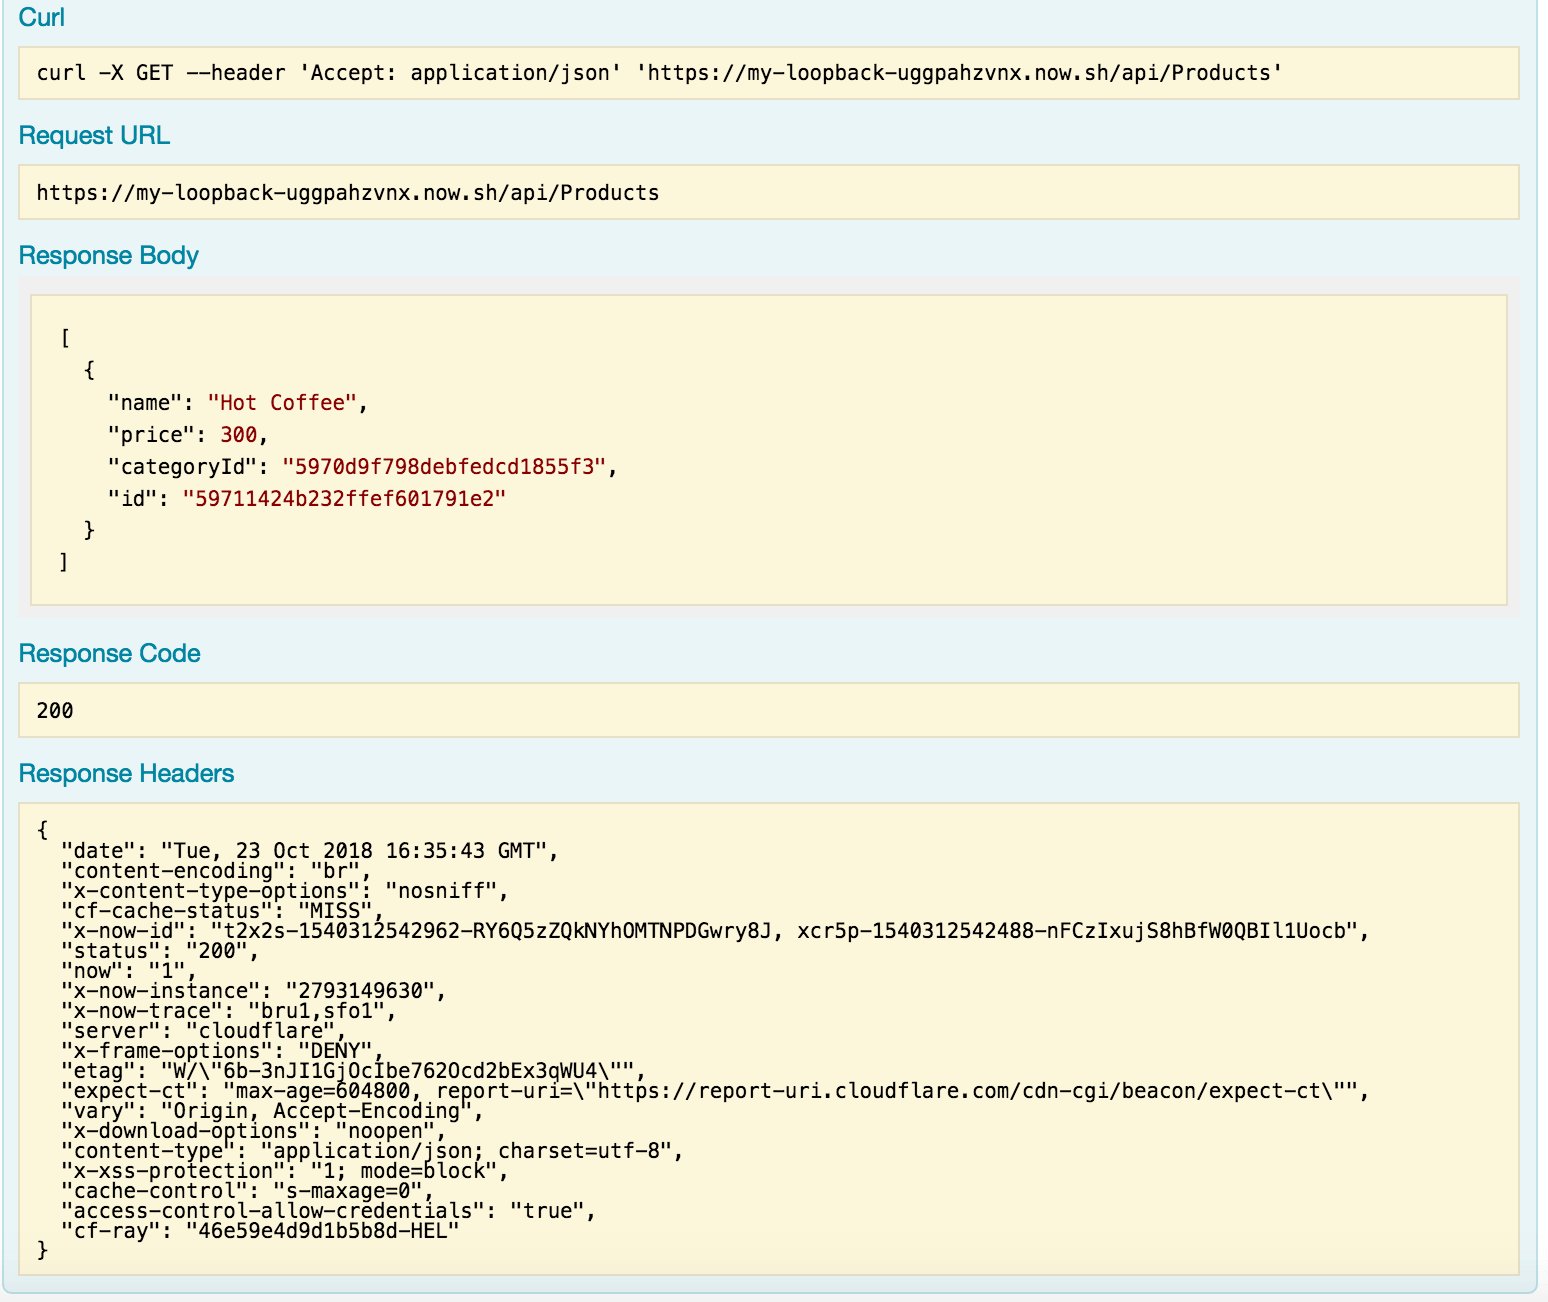 Curl
curl -X GET --header 'Accept: application/json' 'https://my-loopback-uggpahzvnx.now.sh/api/Products'
Request URL
https://my-loopback-uggpahzvnx.now.sh/api/Products
Response Body
[
  {
    "name": "Hot Coffee",
    "price": 300,
    "categoryId": "5970d9f798debfedcd1855f3",
    "id": "59711424b232ffef601791e2"
  }
]
Response Code
200
Response Headers
{
  "date": "Tue, 23 Oct 2018 16:35:43 GMT",
  "content-encoding": "br",
  "x-content-type-options": "nosniff",
  "cf-cache-status": "MISS",
  "x-now-id": "t2x2s-1540312542962-RY6Q5zZQkNYhOMTNPDGwry8J, xcr5p-1540312542488-nFCzIxujS8hBfW0QBIl1Uocb",
  "status": "200",
  "now": "1",
  "x-now-instance": "2793149630",
  "x-now-trace": "bru1,sfo1",
  "server": "cloudflare",
  "x-frame-options": "DENY",
  "etag": "W/\"6b-3nJI1GjOcIbe762Ocd2bEx3qWU4\"",
  "expect-ct": "max-age=604800, report-uri=\"https://report-uri.cloudflare.com/cdn-cgi/beacon/expect-ct\"",
  "vary": "Origin, Accept-Encoding",
  "x-download-options": "noopen",
  "content-type": "application/json; charset=utf-8",
  "x-xss-protection": "1; mode=block",
  "cache-control": "s-maxage=0",
  "access-control-allow-credentials": "true",
  "cf-ray": "46e59e4d9d1b5b8d-HEL"
}